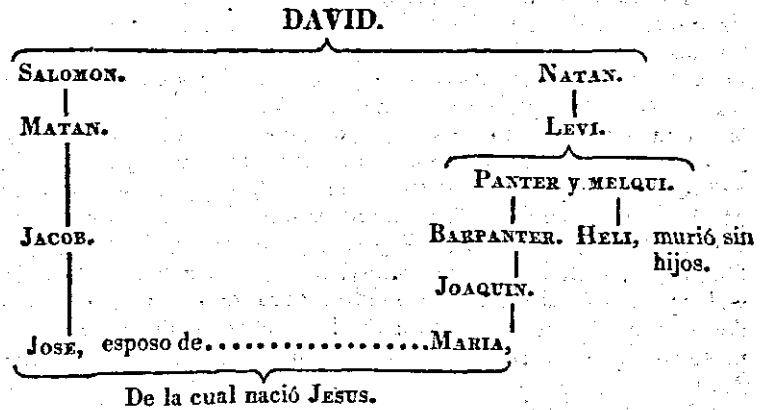 DAVID.
SALOMON. NATAN.
MATAN. LEVI.
PANTER y MELQUI.
JACOB. BARPANTER. HELI, murió sin
hijos.
JOAQUIN.
JOSE, esposo de..................MARIA,
De la cual nació JESUS.